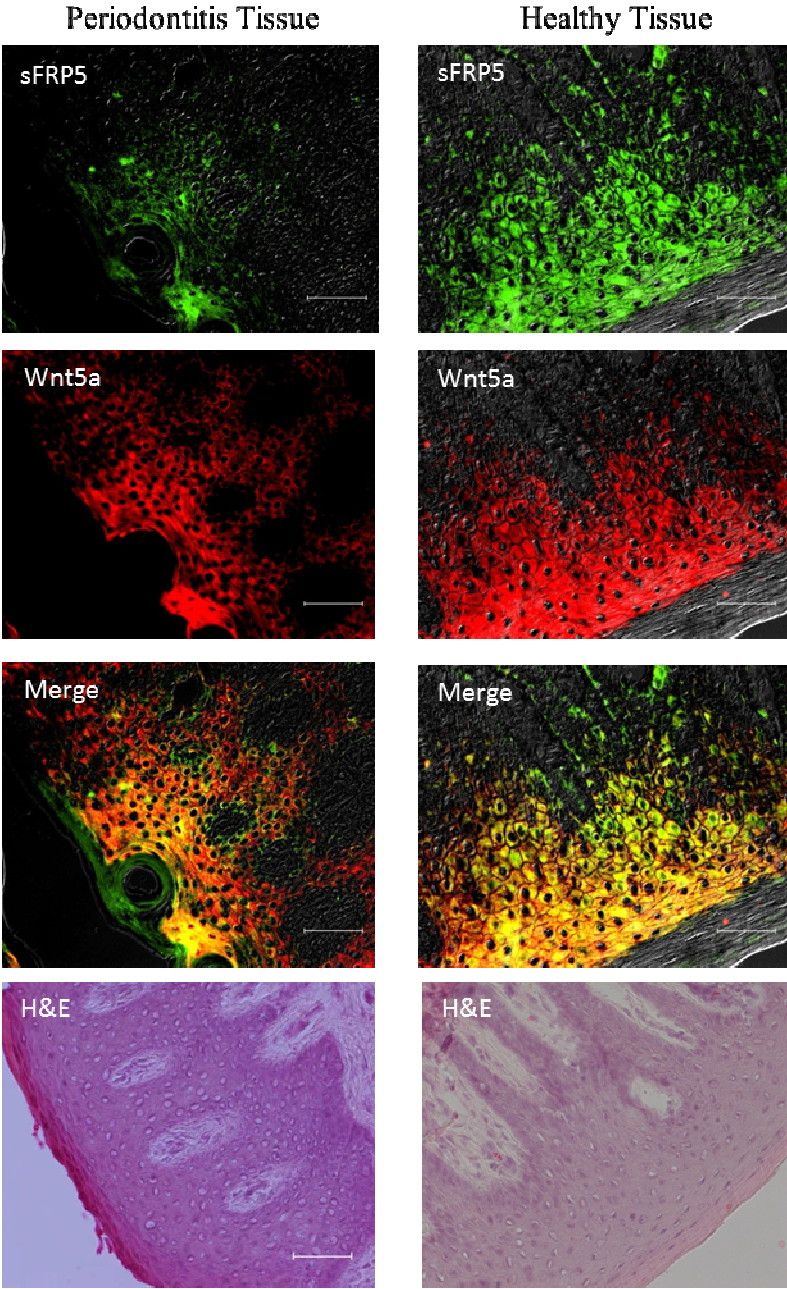 Periodontitis Tissue
Healthy Tissue
sFRP5
sFRP5
Wnt5a
Wnt5a
Merge
Merge
H&E
H&E